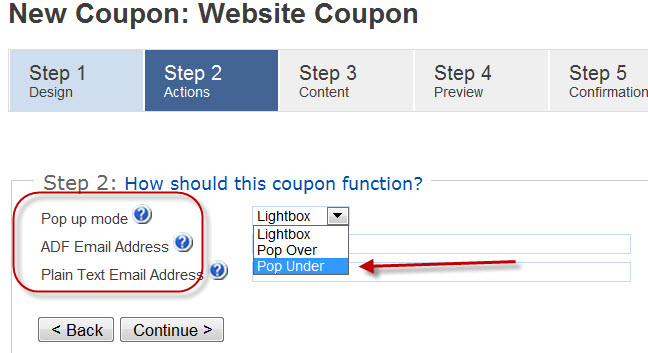 New Coupon: Website Coupon
Step 1
Design
Step 2
Actions
Step 3
Content
Step 4
Preview
Step 5
Confirmation
Step 2: How should this coupon function?
Pop up mode ?
Lightbox
Lightbox
ADF Email Address ?
Pop Over
Pop Under
Plain Text Email Address ?
< Back
Continue >